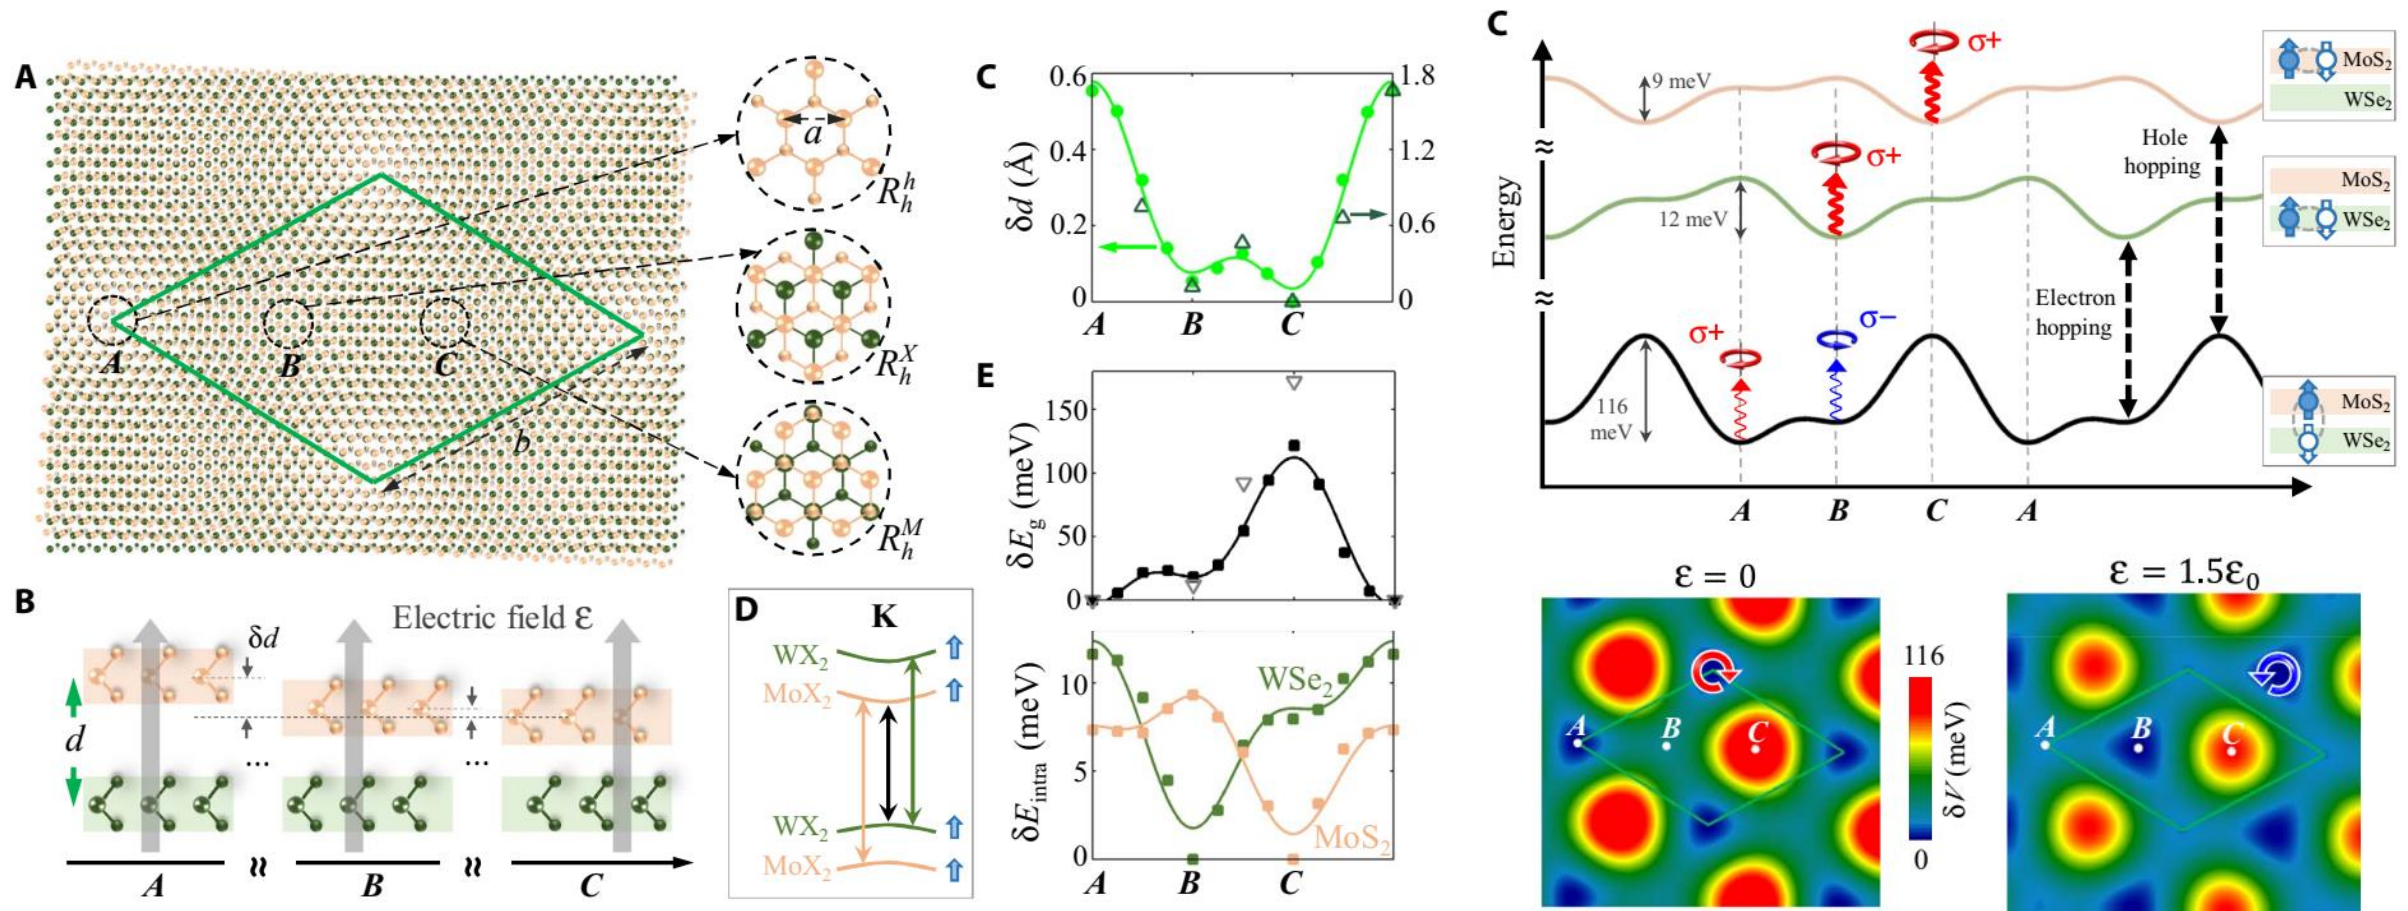 A
a
R_h^h
R_h^X
R_h^M
A
B
C
b
B
Electric field ε
δd
d
...
...
A
B
C
D
K
WX2
MoX2
WX2
MoX2
C
0.6
0.4
0.2
0
δd (Å)
1.8
1.2
0.6
0
A
B
C
E
150
100
50
0
δEg (meV)
10
5
0
δEintra (meV)
WSe2
MoS2
A
B
C
C
Energy
9 meV
12 meV
116
meV
σ+
σ+
σ+
σ−
Hole
hopping
Electron
hopping
MoS2
WSe2
MoS2
WSe2
MoS2
WSe2
A
B
C
A
ε = 0
A
B
C
116
0
δV (meV)
ε = 1.5ε0
A
B
C